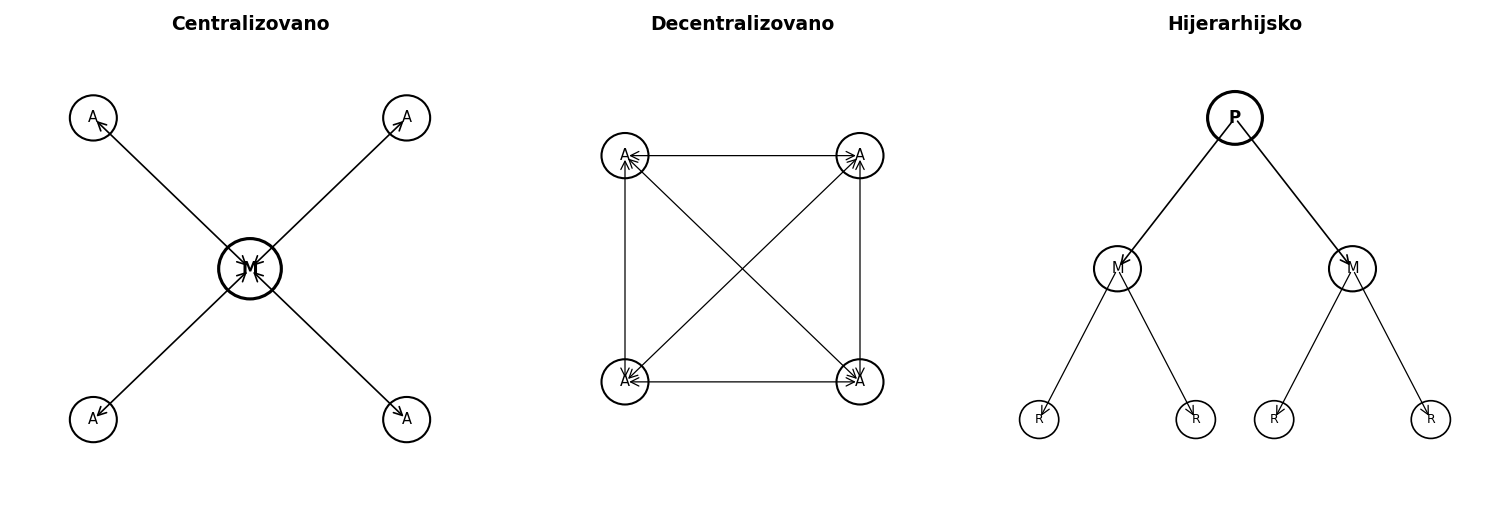 Centralizovano Decentralizovano Hijerarhijsko
A A P
A A
M M M
A A
A A R R R R